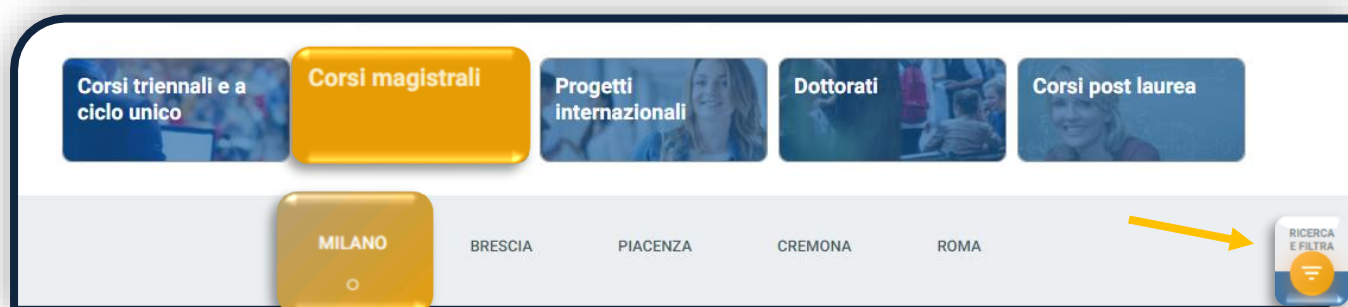 Corsi triennali e a
ciclo unico
Corsi magistrali
Progetti
internazionali
Dottorati
Corsi post laurea
MILANO
BRESCIA
PIACENZA
CREMONA
ROMA
RICERCA
E FILTRA